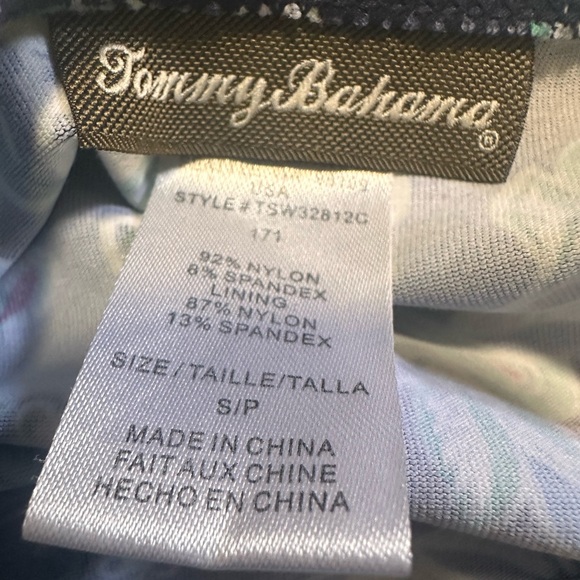 Tommy Bahama®
USA
STYLE#TSW32812C
171
92% NYLON
8% SPANDEX
LINING
87% NYLON
13% SPANDEX
SIZE/TAILLE/TALLA
S/P
MADE IN CHINA
FAIT AUX CHINE
HECHO EN CHINA